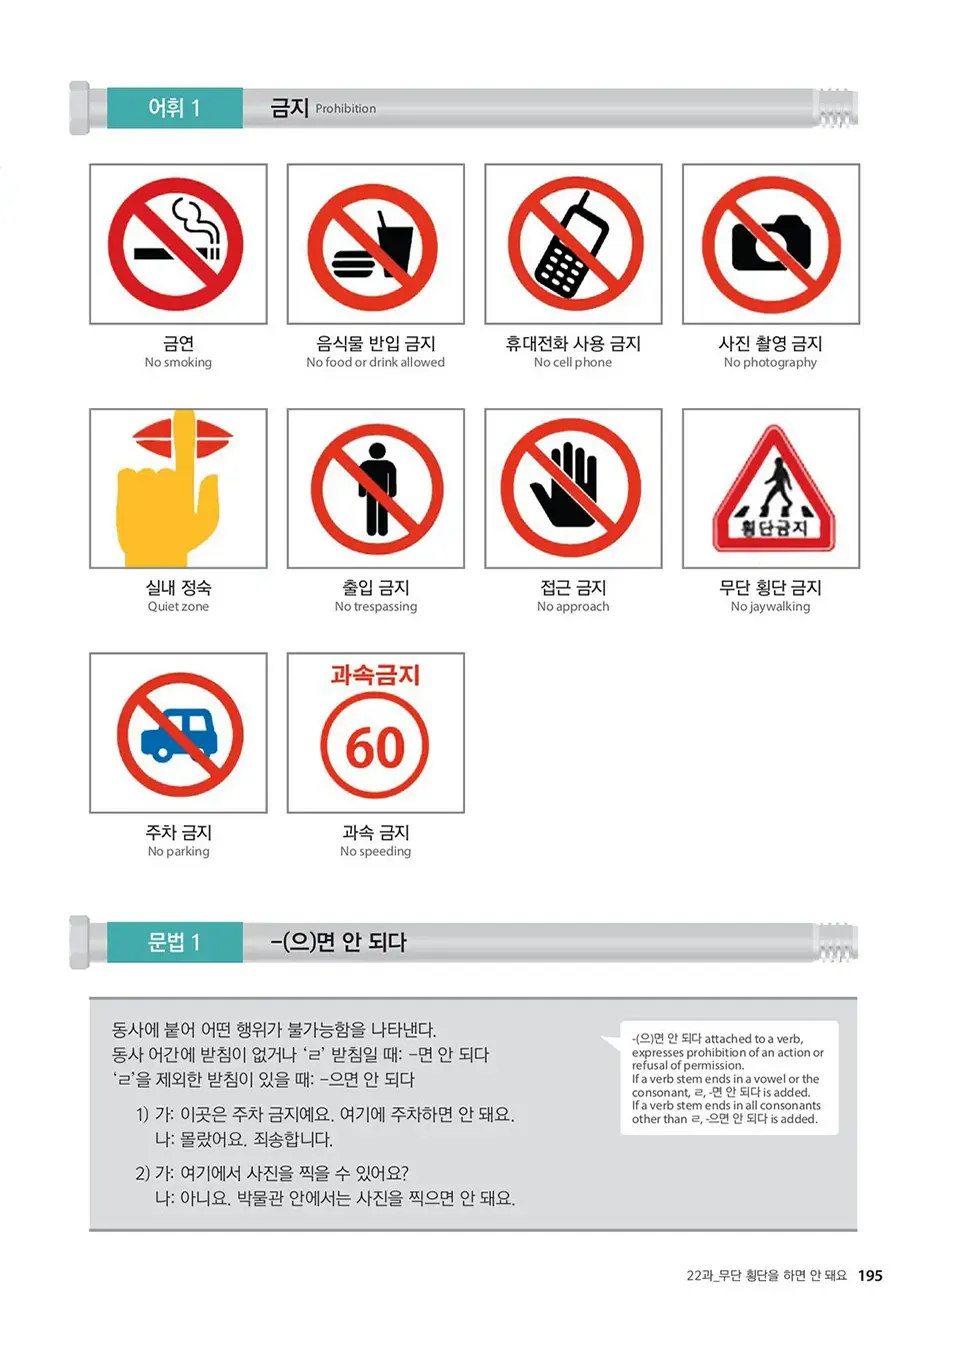 어휘 1 금지 Prohibition
금연
No smoking
음식물 반입 금지
No food or drink allowed
휴대전화 사용 금지
No cell phone
사진 촬영 금지
No photography
횡단금지
실내 정숙
Quiet zone
출입 금지
No trespassing
접근 금지
No approach
무단 횡단 금지
No jaywalking
과속금지
60
주차 금지
No parking
과속 금지
No speeding
문법 1 -(으)면 안 되다
동사에 붙어 어떤 행위가 불가능함을 나타낸다.
동사 어간에 받침이 없거나 ‘ㄹ’ 받침일 때: -면 안 되다
‘ㄹ’을 제외한 받침이 있을 때: -으면 안 되다
1) 가: 이곳은 주차 금지예요. 여기에 주차하면 안 돼요.
나: 몰랐어요. 죄송합니다.
2) 가: 여기에서 사진을 찍을 수 있어요?
나: 아니요. 박물관 안에서는 사진을 찍으면 안 돼요.
-(으)면 안 되다 attached to a verb,
expresses prohibition of an action or
refusal of permission.
If a verb stem ends in a vowel or the
consonant, ㄹ, -면 안 되다 is added.
If a verb stem ends in all consonants
other than ㄹ, -으면 안 되다 is added.
22과_무단 횡단을 하면 안 돼요 195